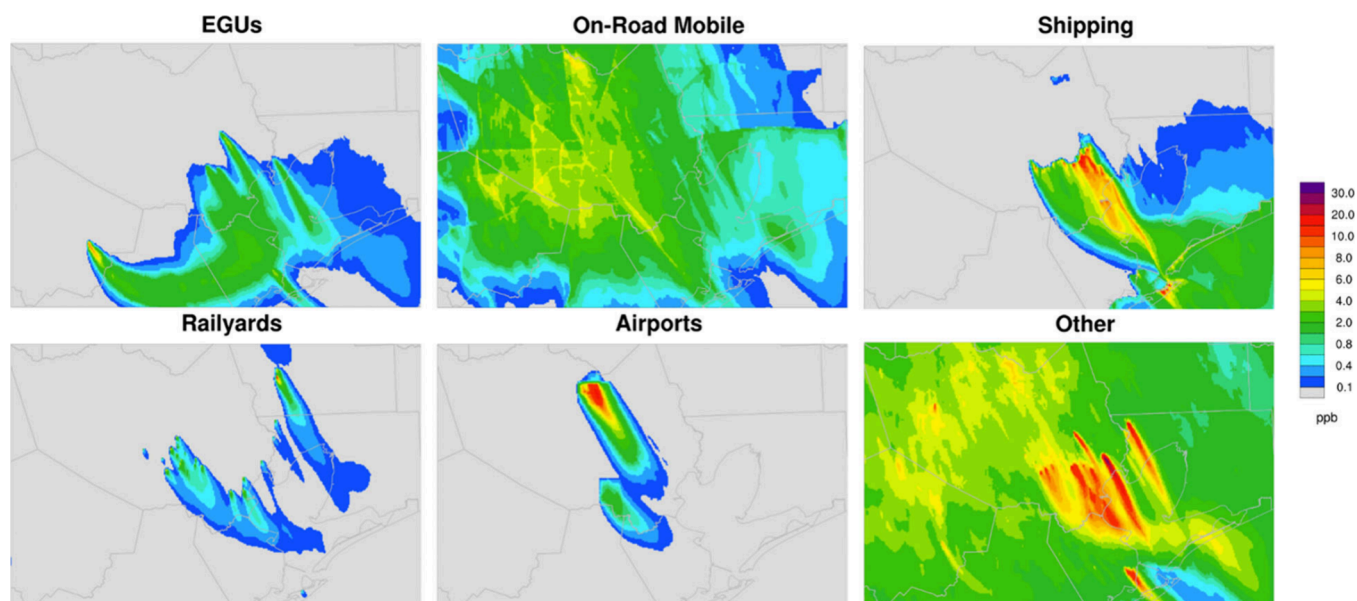 EGUs
On-Road Mobile
Shipping
Railyards
Airports
Other
30.0
20.0
10.0
8.0
6.0
4.0
2.0
0.8
0.4
0.1
ppb